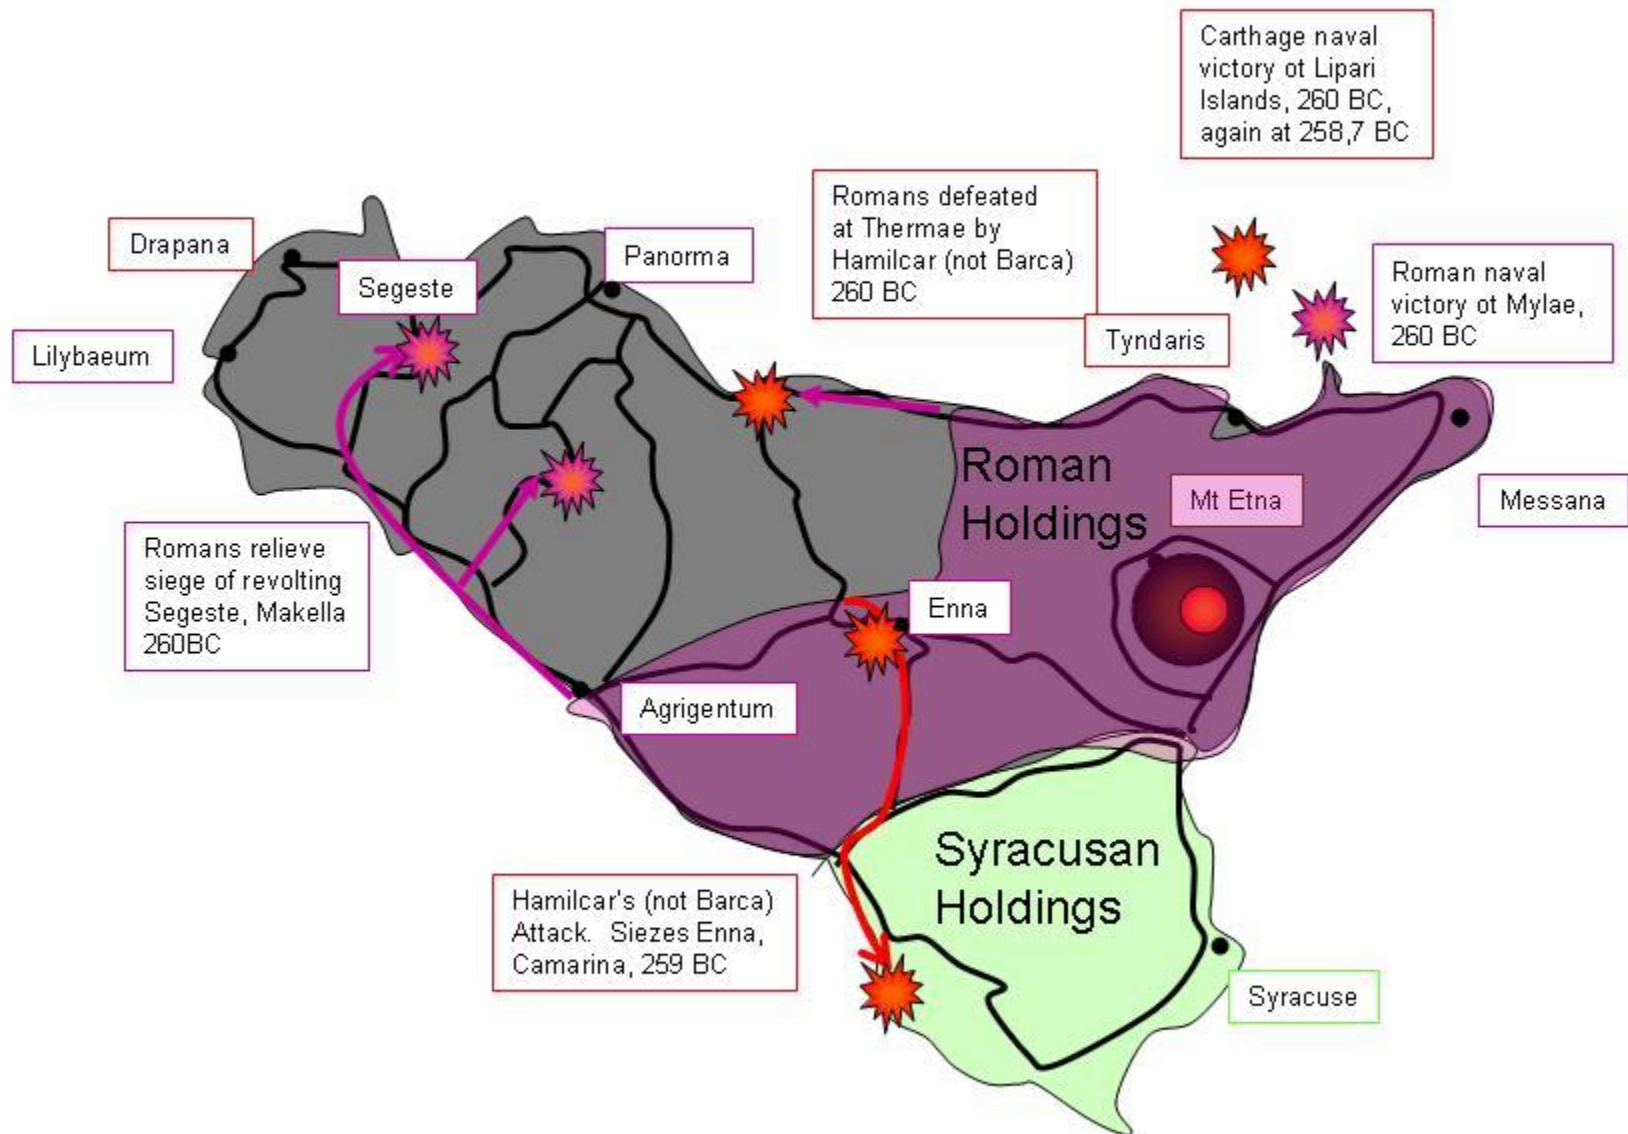 Carthage naval
victory ot Lipari
Islands, 260 BC,
again at 258,7 BC
Romans defeated
at Thermae by
Hamilcar (not Barca)
260 BC
Drapana
Panorma
Segeste
Roman naval
victory ot Mylae,
260 BC
Tyndaris
Lilybaeum
Roman
Holdings
Mt Etna
Messana
Romans relieve
siege of revolting
Segeste, Makella
260BC
Enna
Agrigentum
Syracusan
Holdings
Hamilcar's (not Barca)
Attack. Siezes Enna,
Camarina, 259 BC
Syracuse